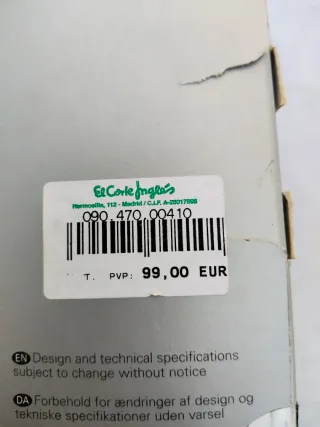 El Corte Inglés
Hermosilla, 112 - Madrid / C.I.F. A-28017895
090.470.00410
T. PVP: 99,00 EUR
EN Design and technical specifications
subject to change without notice
DA Forbehold for ændringer af design og
tekniske specifikationer uden varsel